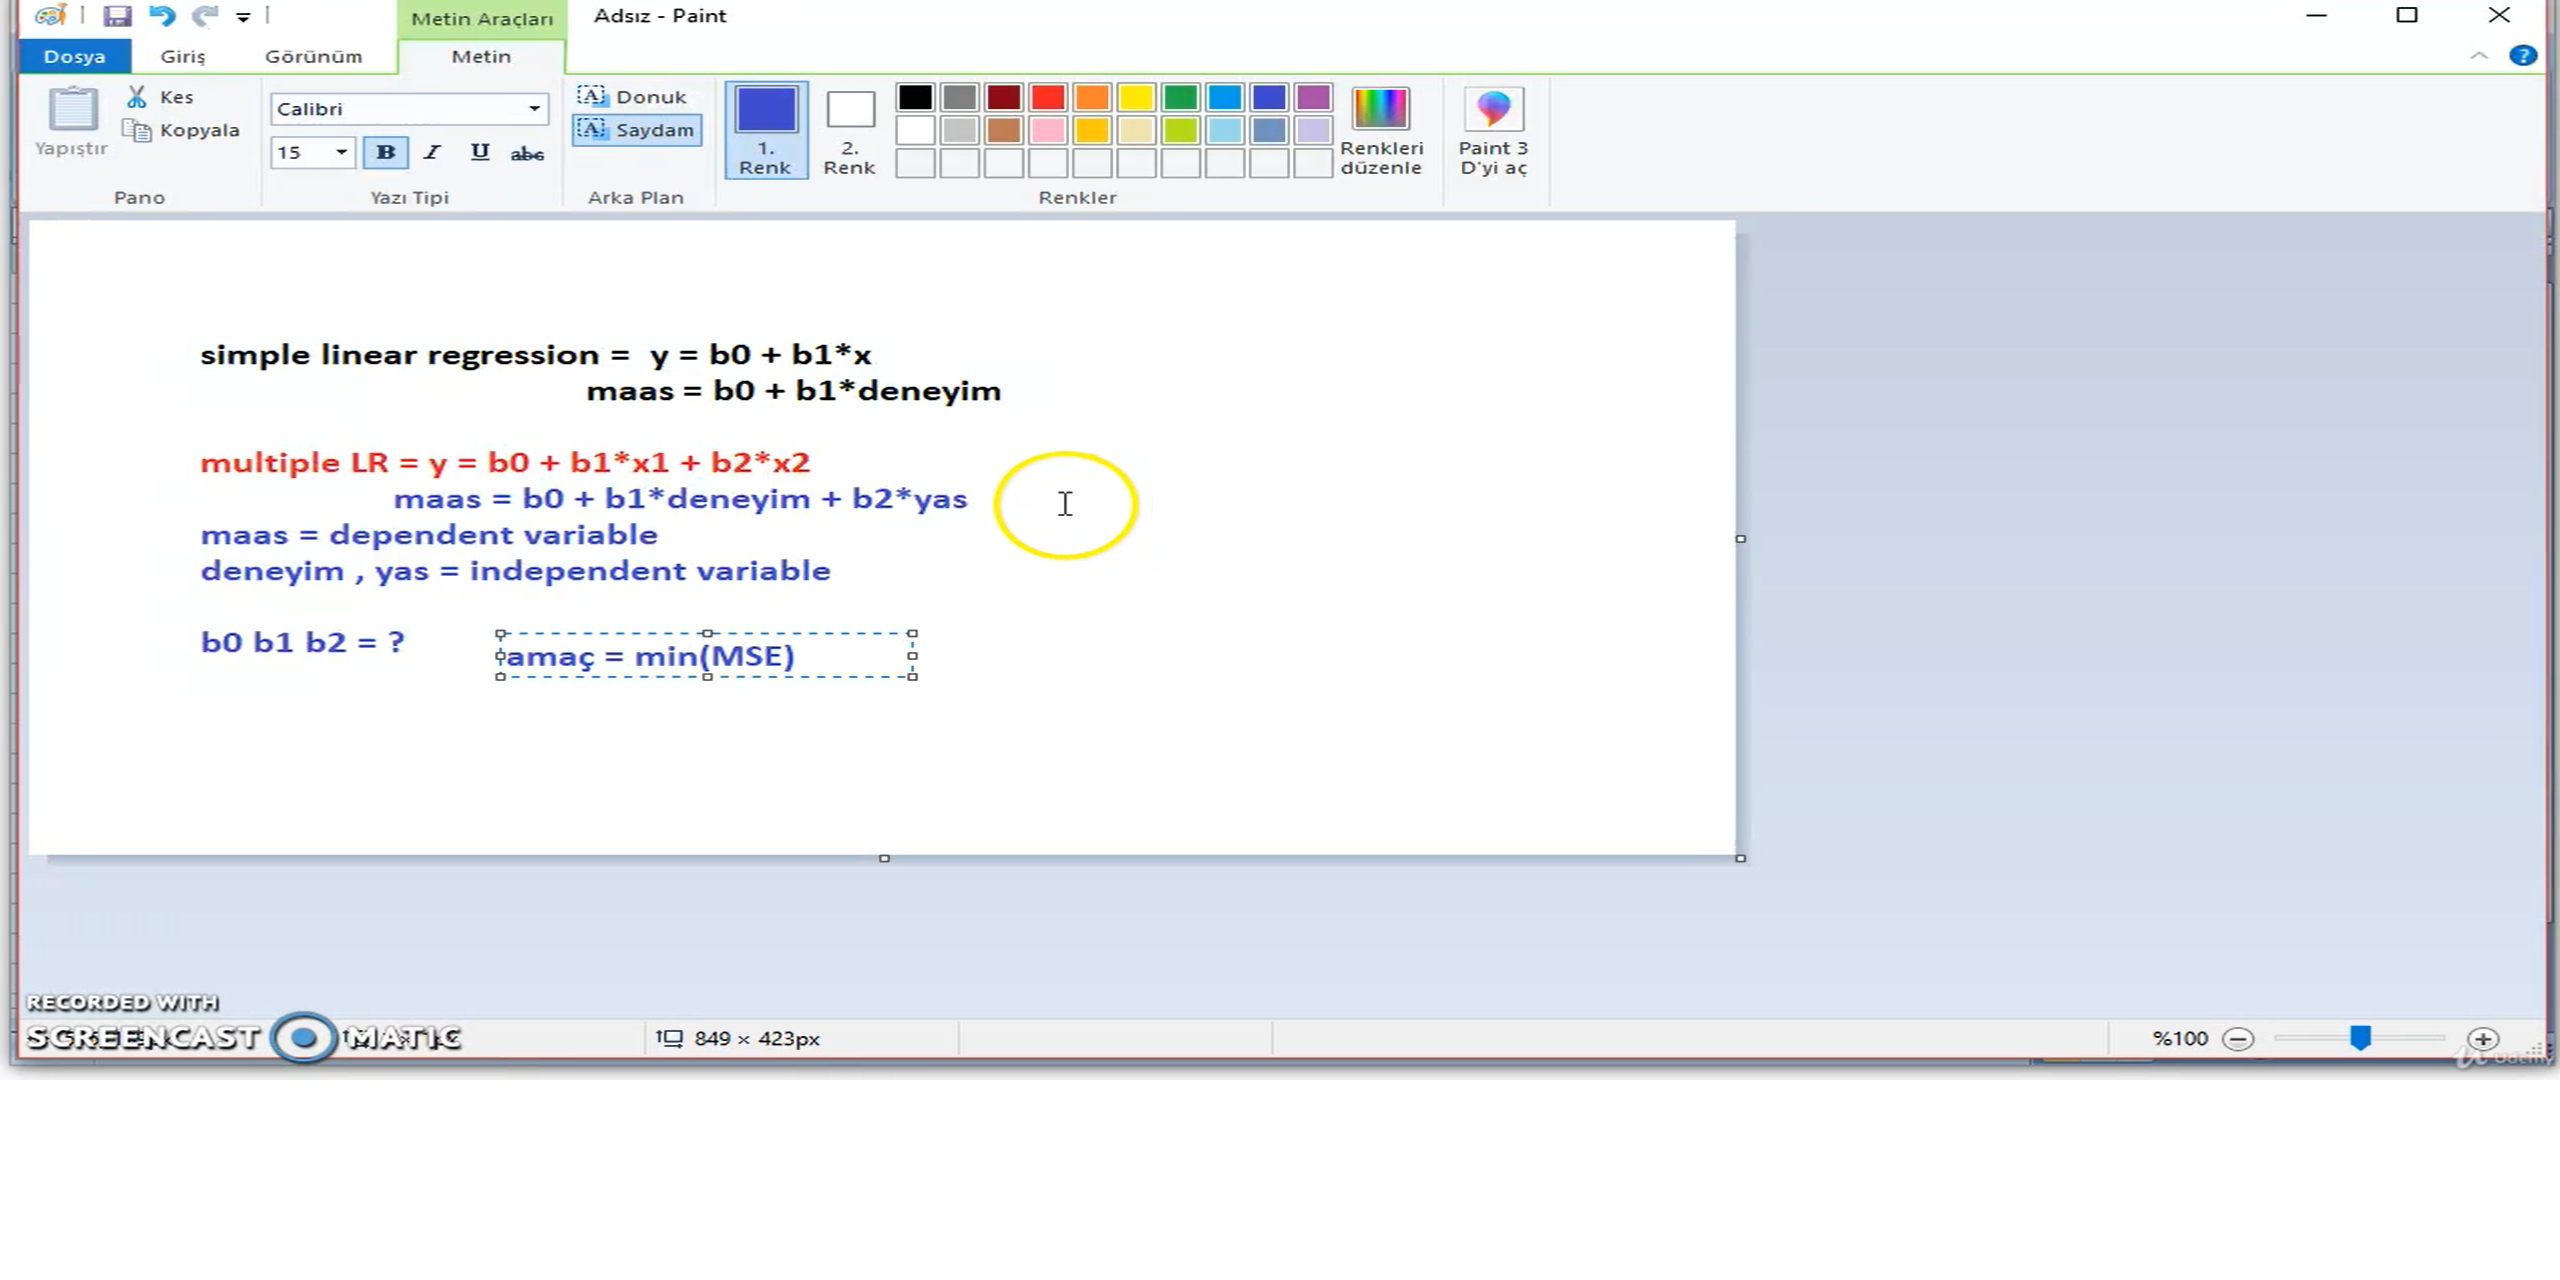 Metin Araçları
Adsız - Paint
Dosya Giriş Görünüm Metin
Yapıştır
Kes
Kopyala
Pano
Calibri
15 B I U abc
Yazı Tipi
Donuk
Saydam
Arka Plan
1. Renk
2. Renk
Renkleri düzenle
Renkler
Paint 3 D'yi aç
simple linear regression = y = b0 + b1*x
maas = b0 + b1*deneyim
multiple LR = y = b0 + b1*x1 + b2*x2
maas = b0 + b1*deneyim + b2*yas
maas = dependent variable
deneyim , yas = independent variable
b0 b1 b2 = ?
amaç = min(MSE)
RECORDED WITH
SCREENCAST MATIC
849 × 423px
%100
Udemy